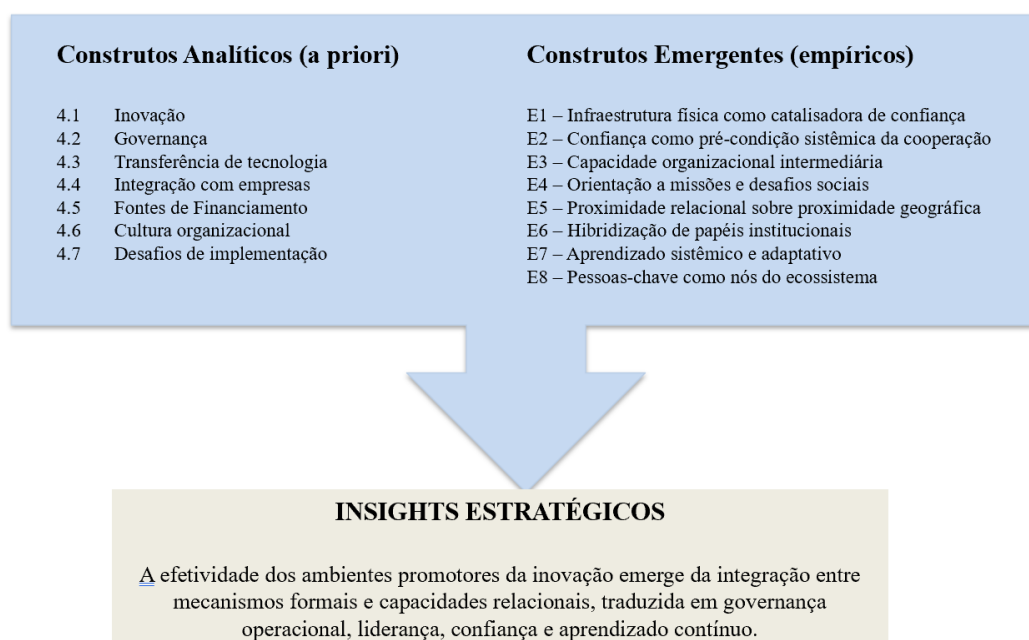 Construtos Analíticos (a priori)
4.1 Inovação
4.2 Governança
4.3 Transferência de tecnologia
4.4 Integração com empresas
4.5 Fontes de Financiamento
4.6 Cultura organizacional
4.7 Desafios de implementação
Construtos Emergentes (empíricos)
E1 – Infraestrutura física como catalisadora de confiança
E2 – Confiança como pré-condição sistêmica da cooperação
E3 – Capacidade organizacional intermediária
E4 – Orientação a missões e desafios sociais
E5 – Proximidade relacional sobre proximidade geográfica
E6 – Hibridização de papéis institucionais
E7 – Aprendizado sistêmico e adaptativo
E8 – Pessoas-chave como nós do ecossistema
INSIGHTS ESTRATÉGICOS
A efetividade dos ambientes promotores da inovação emerge da integração entre
mecanismos formais e capacidades relacionais, traduzida em governança
operacional, liderança, confiança e aprendizado contínuo.